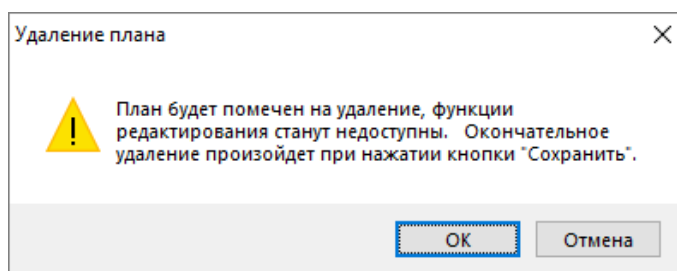 Удаление плана
План будет помечен на удаление, функции
редактирования станут недоступны.   Окончательное
удаление произойдет при нажатии кнопки "Сохранить".
OK
Отмена